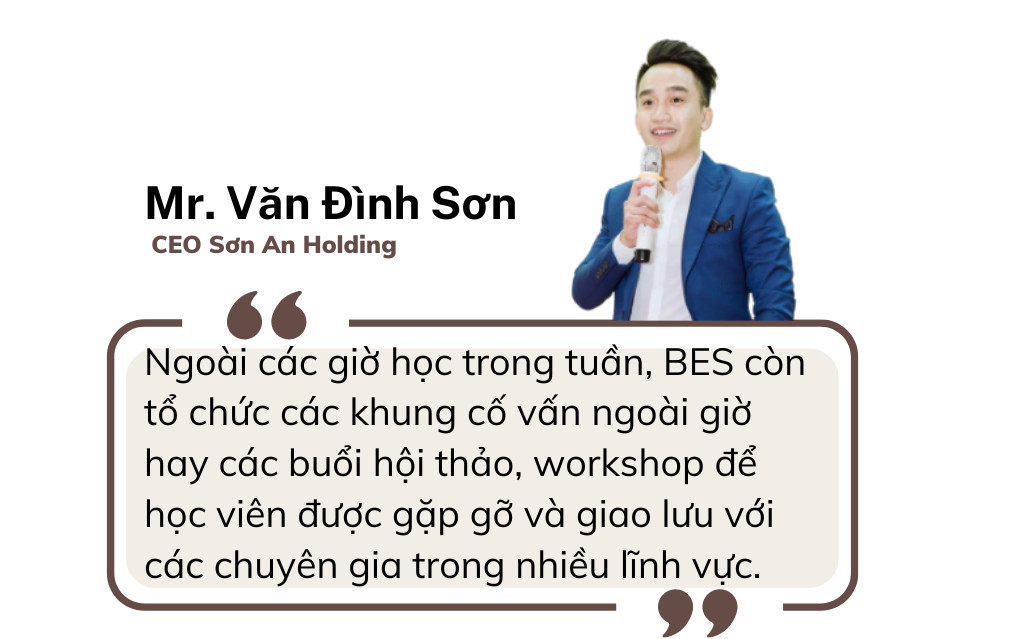 Mr. Văn Đình Sơn
CEO Sơn An Holding
Ngoài các giờ học trong tuần, BES còn
tổ chức các khung cố vấn ngoài giờ
hay các buổi hội thảo, workshop để
học viên được gặp gỡ và giao lưu với
các chuyên gia trong nhiều lĩnh vực.